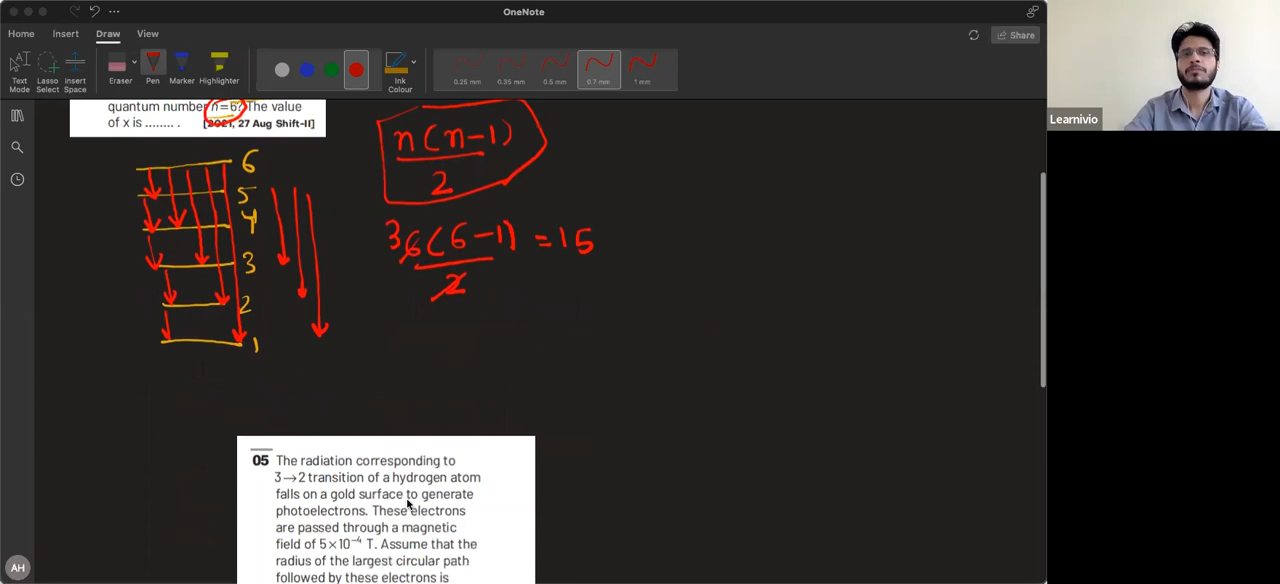 OneNote
Home Insert Draw View
Share
Text Mode
Lasso Select
Insert Space
Eraser
Pen
Marker
Highlighter
0.25 mm
0.35 mm
0.5 mm
0.7 mm
1 mm
Ink Colour
quantum number n=6? The value
of x is ........ . [2021, 27 Aug Shift-II]
6
5
4
3
2
1
n(n-1)
2
3
6(6-1) = 15
2
05 The radiation corresponding to
3→2 transition of a hydrogen atom
falls on a gold surface to generate
photoelectrons. These electrons
are passed through a magnetic
field of 5×10⁻⁴ T. Assume that the
radius of the largest circular path
followed by these electrons is
AH
Learnivio